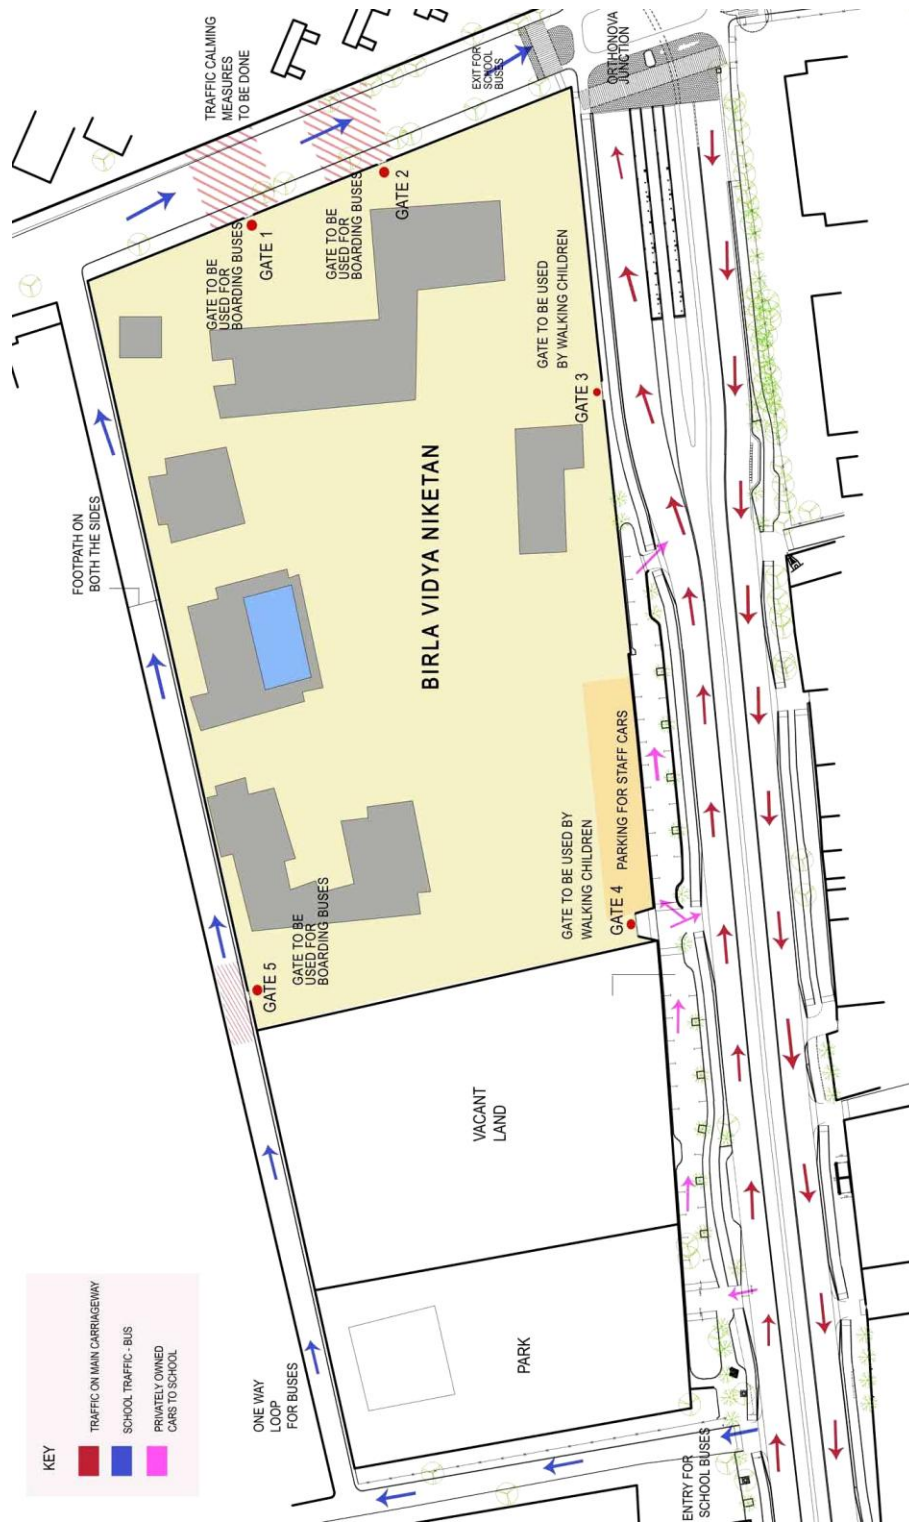 KEY
TRAFFIC ON MAIN CARRIAGEWAY
SCHOOL TRAFFIC - BUS
PRIVATELY OWNED
CARS TO SCHOOL
ONE WAY
LOOP
FOR BUSES
ENTRY FOR
SCHOOL BUSES
PARK
VACANT
LAND
GATE 5
GATE TO BE
USED FOR
BOARDING BUSES
GATE TO BE USED BY
WALKING CHILDREN
GATE 4
PARKING FOR STAFF CARS
BIRLA VIDYA NIKETAN
FOOTPATH ON
BOTH THE SIDES
GATE 3
GATE TO BE USED
BY WALKING CHILDREN
GATE TO BE
USED FOR
BOARDING BUSES
GATE 1
GATE TO BE
USED FOR
BOARDING BUSES
GATE 2
TRAFFIC CALMING
MEASURES
TO BE DONE
EXIT FOR
SCHOOL
BUSES
ORTHONOVA
JUNCTION